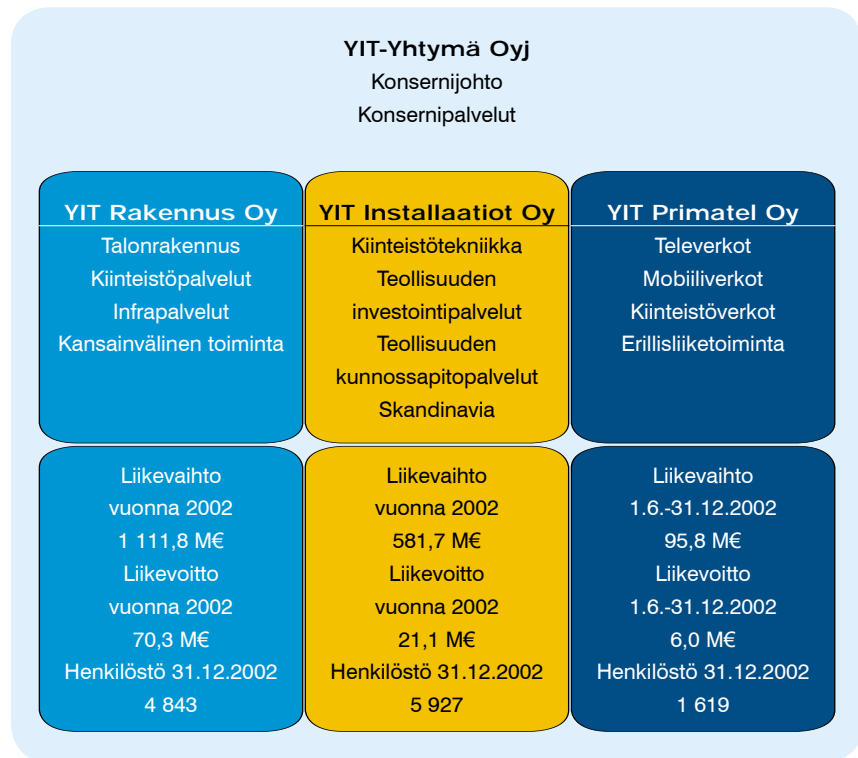 YIT-Yhtymä Oyj
Konsernijohto
Konsernipalvelut
YIT Rakennus Oy
Talonrakennus
Kiinteistöpalvelut
Infrapalvelut
Kansainvälinen toiminta
Liikevaihto
vuonna 2002
1 111,8 M€
Liikevoitto
vuonna 2002
70,3 M€
Henkilöstö 31.12.2002
4 843
YIT Installaatiot Oy
Kiinteistötekniikka
Teollisuuden
investointipalvelut
Teollisuuden
kunnossapitopalvelut
Skandinavia
Liikevaihto
vuonna 2002
581,7 M€
Liikevoitto
vuonna 2002
21,1 M€
Henkilöstö 31.12.2002
5 927
YIT Primatel Oy
Televerkot
Mobiiliverkot
Kiinteistöverkot
Erillisliiketoiminta
Liikevaihto
1.6.-31.12.2002
95,8 M€
Liikevoitto
1.6.-31.12.2002
6,0 M€
Henkilöstö 31.12.2002
1 619